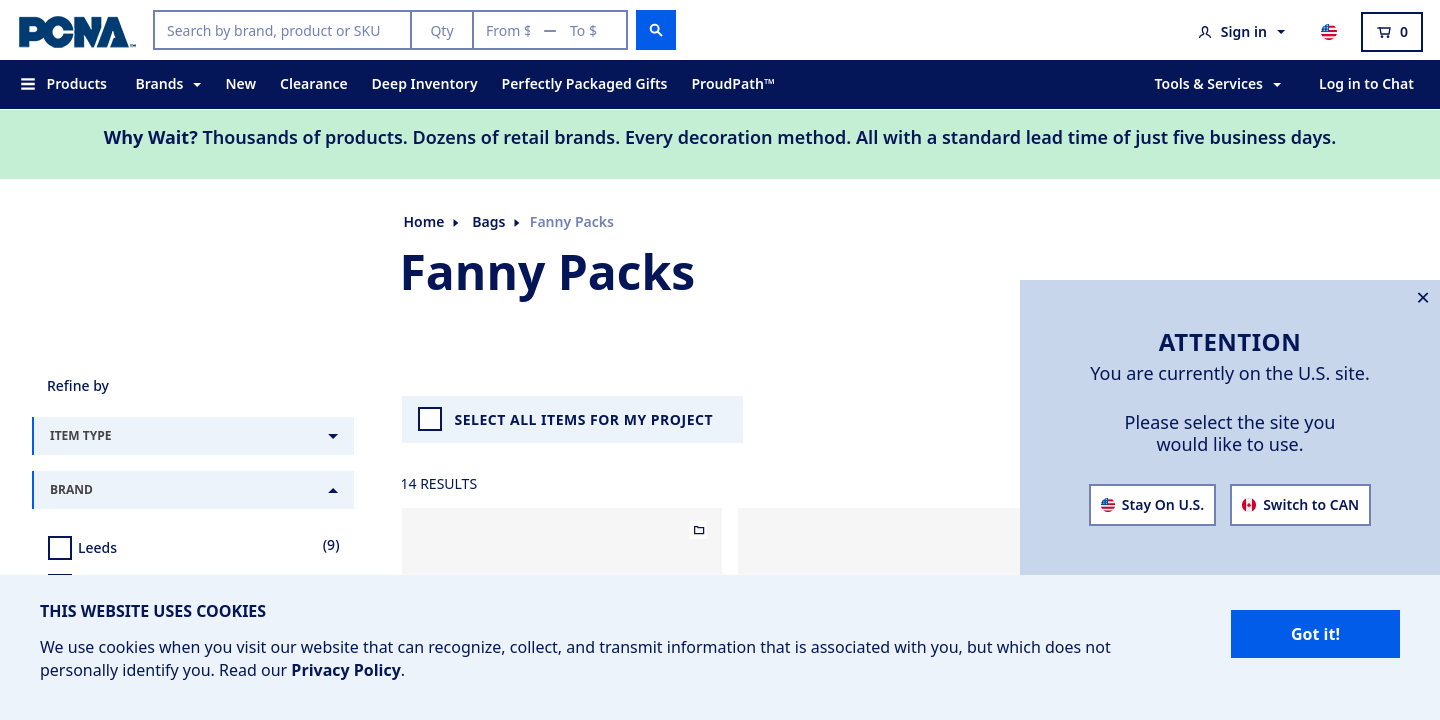 PCNA™
Search by brand, product or SKU
Qty
From $ — To $
Sign in
0
Products
Brands
New
Clearance
Deep Inventory
Perfectly Packaged Gifts
ProudPath™
Tools & Services
Log in to Chat
Why Wait? Thousands of products. Dozens of retail brands. Every decoration method. All with a standard lead time of just five business days.
Home
Bags
Fanny Packs
Fanny Packs
ATTENTION
You are currently on the U.S. site.
Please select the site you
would like to use.
Stay On U.S.
Switch to CAN
Refine by
ITEM TYPE
BRAND
Leeds
(9)
SELECT ALL ITEMS FOR MY PROJECT
14 RESULTS
THIS WEBSITE USES COOKIES
We use cookies when you visit our website that can recognize, collect, and transmit information that is associated with you, but which does not
personally identify you. Read our Privacy Policy.
Got it!